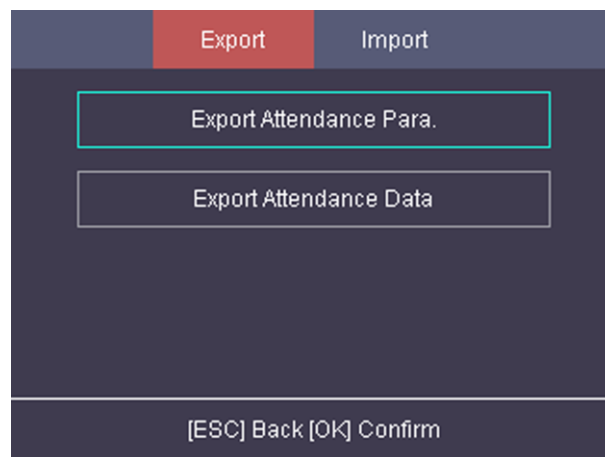 Export Import
Export Attendance Para.
Export Attendance Data
[ESC] Back [OK] Confirm